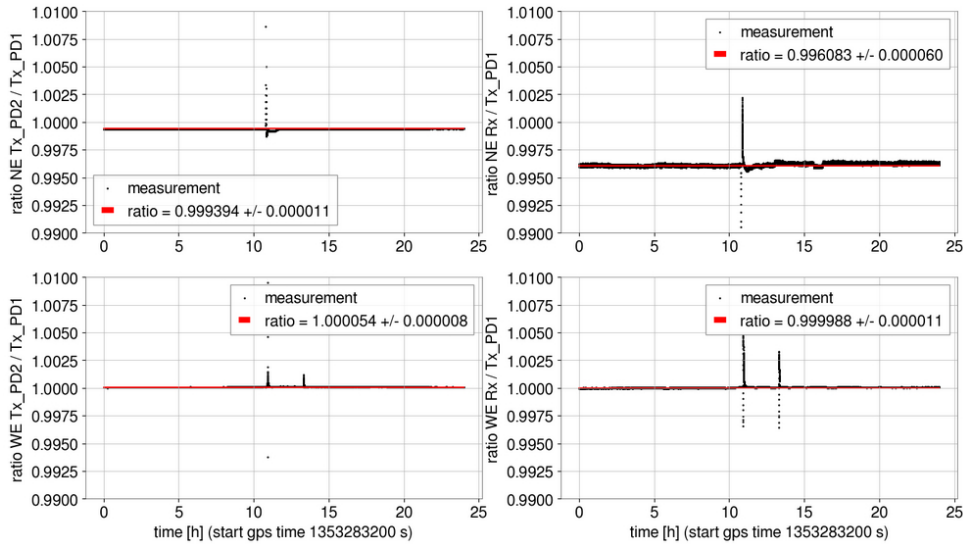 ratio NE Tx_PD2 / Tx_PD1
1.0100
1.0075
1.0050
1.0025
1.0000
0.9975
0.9950
0.9925
0.9900
measurement
ratio = 0.999394 +/- 0.000011
0 5 10 15 20 25
ratio NE Rx / Tx_PD1
1.0100
1.0075
1.0050
1.0025
1.0000
0.9975
0.9950
0.9925
0.9900
measurement
ratio = 0.996083 +/- 0.000060
0 5 10 15 20 25
ratio WE Tx_PD2 / Tx_PD1
1.0100
1.0075
1.0050
1.0025
1.0000
0.9975
0.9950
0.9925
0.9900
measurement
ratio = 1.000054 +/- 0.000008
0 5 10 15 20 25
time [h] (start gps time 1353283200 s)
ratio WE Rx / Tx_PD1
1.0100
1.0075
1.0050
1.0025
1.0000
0.9975
0.9950
0.9925
0.9900
measurement
ratio = 0.999988 +/- 0.000011
0 5 10 15 20 25
time [h] (start gps time 1353283200 s)